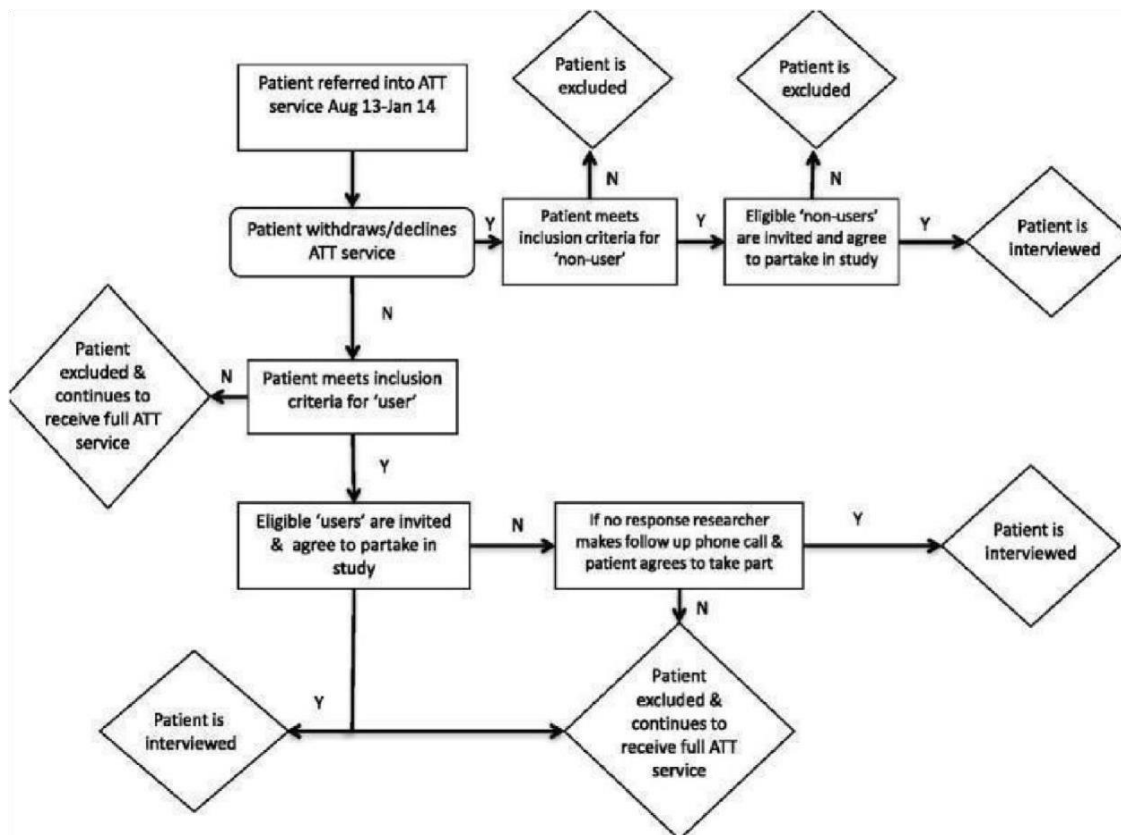 Patient referred into ATT
service Aug 13-Jan 14
Patient is
excluded
Patient is
excluded
N
N
Patient withdraws/declines
ATT service
Y
Patient meets
inclusion criteria for
'non-user'
Y
Eligible 'non-users'
are invited and agree
to partake in study
Y
Patient is
interviewed
N
Patient
excluded &
continues to
receive full ATT
service
N
Patient meets inclusion
criteria for 'user'
Y
Eligible 'users' are invited
& agree to partake in
study
N
If no response researcher
makes follow up phone call &
patient agrees to take part
Y
Patient is
interviewed
N
Patient is
interviewed
Y
Patient
excluded &
continues to
receive full ATT
service